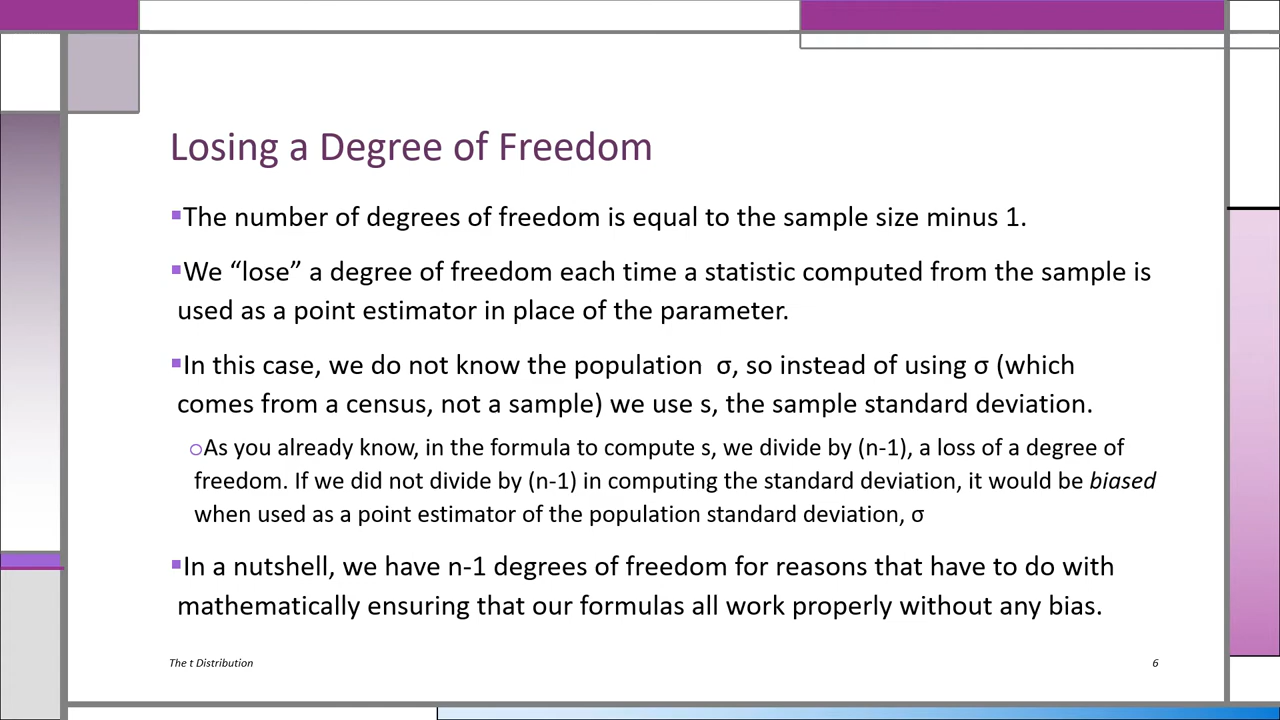 Losing a Degree of Freedom
▪The number of degrees of freedom is equal to the sample size minus 1.
▪We “lose” a degree of freedom each time a statistic computed from the sample is
used as a point estimator in place of the parameter.
▪In this case, we do not know the population σ, so instead of using σ (which
comes from a census, not a sample) we use s, the sample standard deviation.
oAs you already know, in the formula to compute s, we divide by (n-1), a loss of a degree of
freedom. If we did not divide by (n-1) in computing the standard deviation, it would be biased
when used as a point estimator of the population standard deviation, σ
▪In a nutshell, we have n-1 degrees of freedom for reasons that have to do with
mathematically ensuring that our formulas all work properly without any bias.
The t Distribution
6